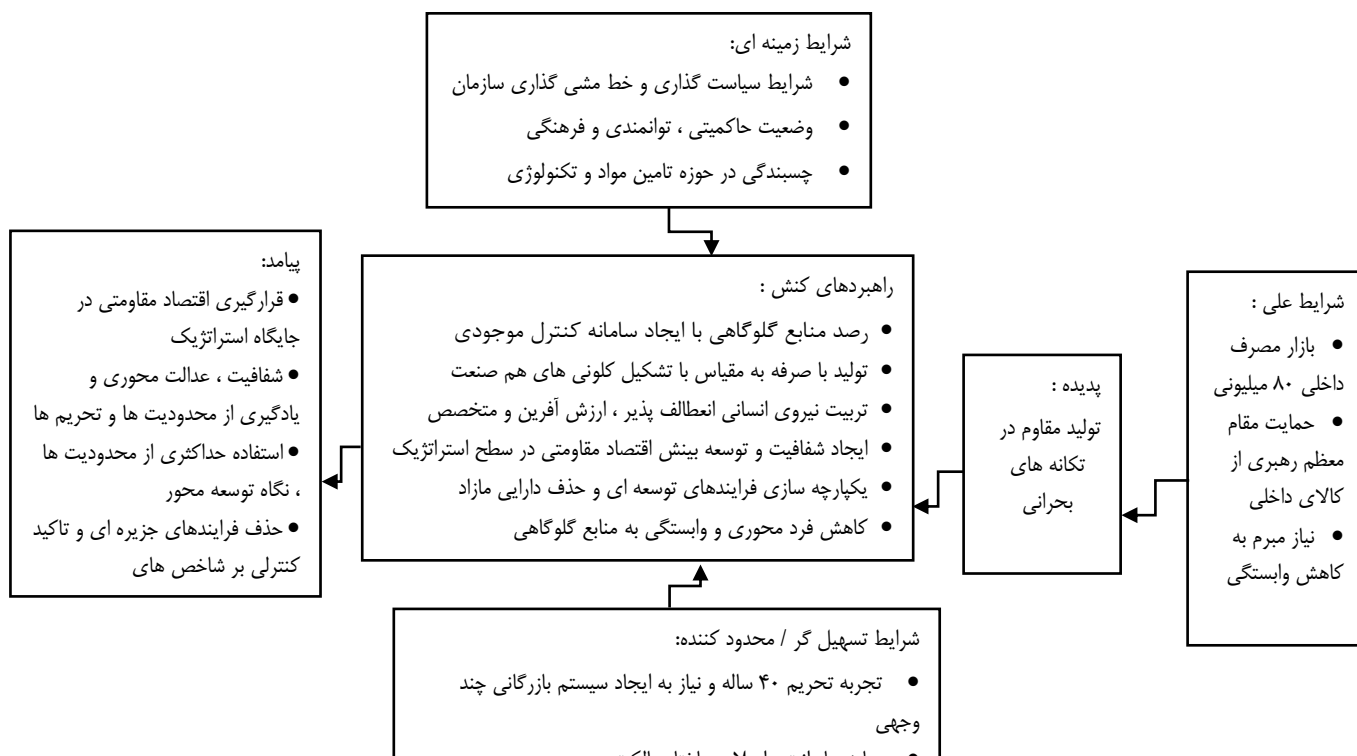 شرایط زمینه ای:
● شرایط سیاست گذاری و خط مشی گذاری سازمان
● وضعیت حاکمیتی ، توانمندی و فرهنگی
● چسبندگی در حوزه تامین مواد و تکنولوژی
شرایط علی :
● بازار مصرف
داخلی ۸۰ میلیونی
● حمایت مقام
معظم رهبری از
کالای داخلی
● نیاز مبرم به
کاهش وابستگی
پدیده :
تولید مقاوم در
تکانه های
بحرانی
راهبردهای کنش :
● رصد منابع گلوگاهی با ایجاد سامانه کنترل موجودی
● تولید با صرفه به مقیاس با تشکیل کلونی های هم صنعت
● تربیت نیروی انسانی انعطالف پذیر ، ارزش آفرین و متخصص
● ایجاد شفافیت و توسعه بینش اقتصاد مقاومتی در سطح استراتژیک
● یکپارچه سازی فرایندهای توسعه ای و حذف دارایی مازاد
● کاهش فرد محوری و وابستگی به منابع گلوگاهی
پیامد:
● قرارگیری اقتصاد مقاومتی در
جایگاه استراتژیک
● شفافیت ، عدالت محوری و
یادگیری از محدودیت ها و تحریم ها
● استفاده حداکثری از محدودیت ها
، نگاه توسعه محور
● حذف فرایندهای جزیره ای و تاکید
کنترلی بر شاخص های
شرایط تسهیل گر / محدود کننده:
● تجربه تحریم ۴۰ ساله و نیاز به ایجاد سیستم بازرگانی چند
وجهی